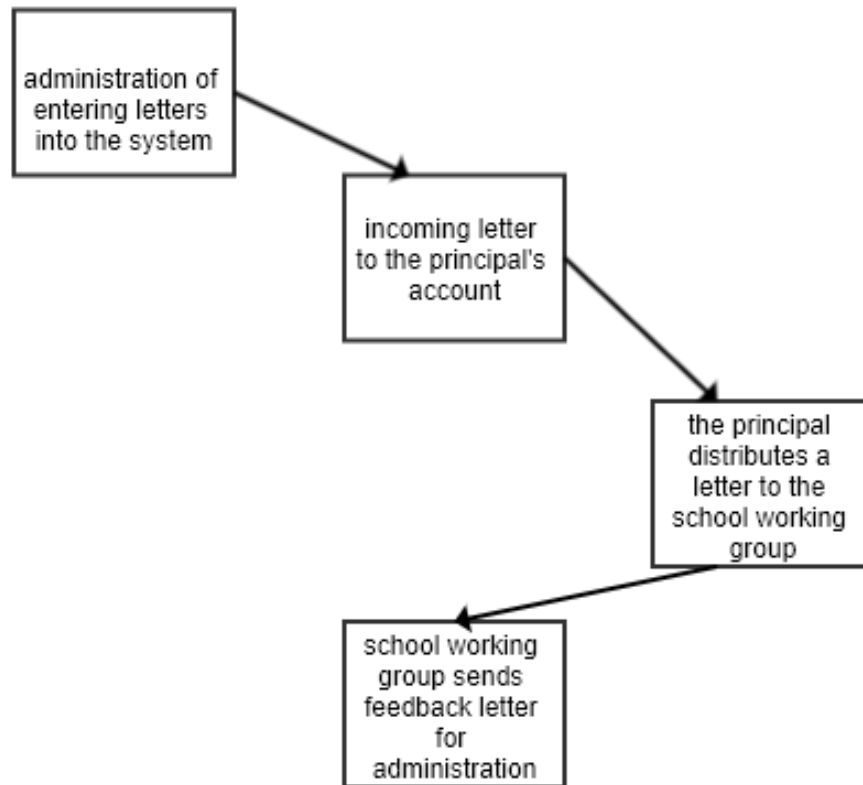 administration of
entering letters
into the system
incoming letter
to the principal's
account
the principal
distributes a
letter to the
school working
group
school working
group sends
feedback letter
for
administration